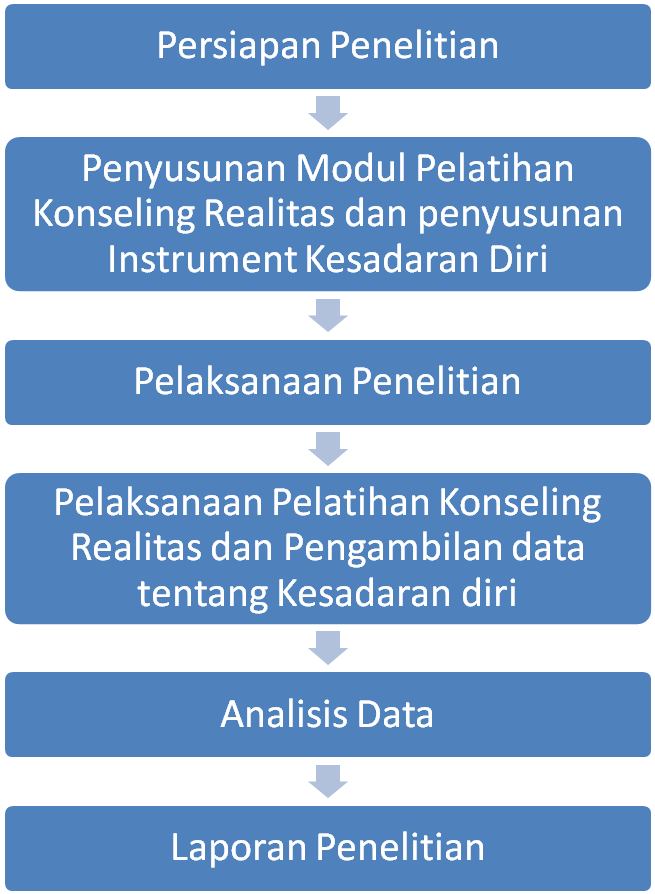 Persiapan Penelitian
Penyusunan Modul Pelatihan
Konseling Realitas dan penyusunan
Instrument Kesadaran Diri
Pelaksanaan Penelitian
Pelaksanaan Pelatihan Konseling
Realitas dan Pengambilan data
tentang Kesadaran diri
Analisis Data
Laporan Penelitian